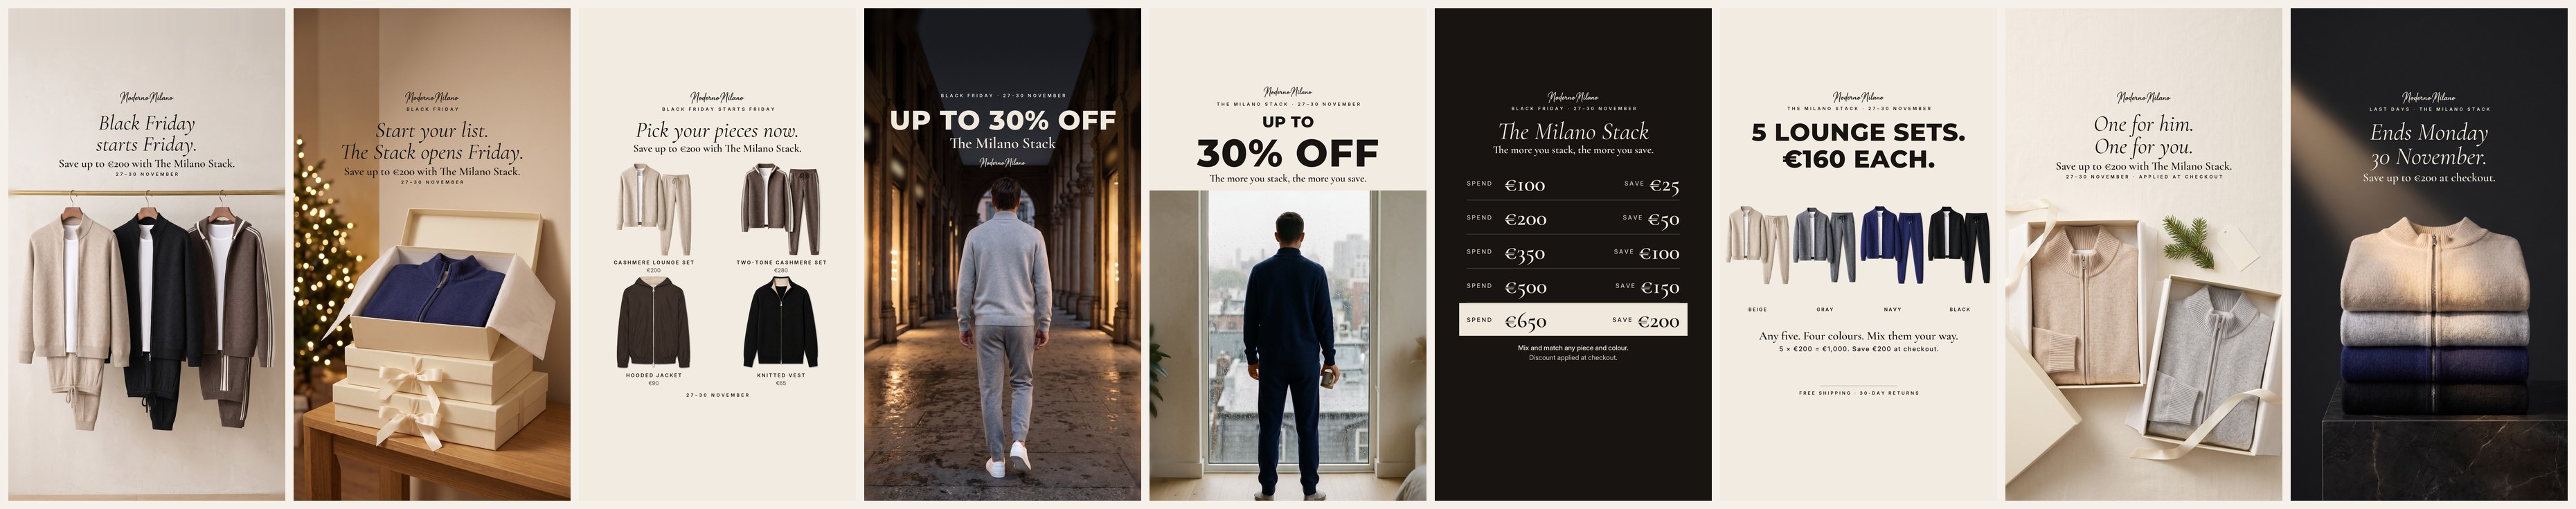 Moderno Milano
Black Friday
starts Friday.
Save up to €200 with The Milano Stack.
27–30 NOVEMBER
Moderno Milano
BLACK FRIDAY
Start your list.
The Stack opens Friday.
Save up to €200 with The Milano Stack.
27–30 NOVEMBER
Moderno Milano
BLACK FRIDAY STARTS FRIDAY
Pick your pieces now.
Save up to €200 with The Milano Stack.
CASHMERE LOUNGE SET
€200
TWO-TONE CASHMERE SET
€280
HOODED JACKET
€90
KNITTED VEST
€65
27–30 NOVEMBER
BLACK FRIDAY · 27–30 NOVEMBER
UP TO 30% OFF
The Milano Stack
Moderno Milano
Moderno Milano
THE MILANO STACK · 27–30 NOVEMBER
UP TO
30% OFF
The more you stack, the more you save.
Moderno Milano
BLACK FRIDAY · 27–30 NOVEMBER
The Milano Stack
The more you stack, the more you save.
SPEND €100 SAVE €25
SPEND €200 SAVE €50
SPEND €350 SAVE €100
SPEND €500 SAVE €150
SPEND €650 SAVE €200
Mix and match any piece and colour.
Discount applied at checkout.
Moderno Milano
THE MILANO STACK · 27–30 NOVEMBER
5 LOUNGE SETS.
€160 EACH.
BEIGE GRAY NAVY BLACK
Any five. Four colours. Mix them your way.
5 × €200 = €1,000. Save €200 at checkout.
FREE SHIPPING · 30-DAY RETURNS
Moderno Milano
One for him.
One for you.
Save up to €200 with The Milano Stack.
27–30 NOVEMBER · APPLIED AT CHECKOUT
Moderno Milano
LAST DAYS · THE MILANO STACK
Ends Monday
30 November.
Save up to €200 at checkout.